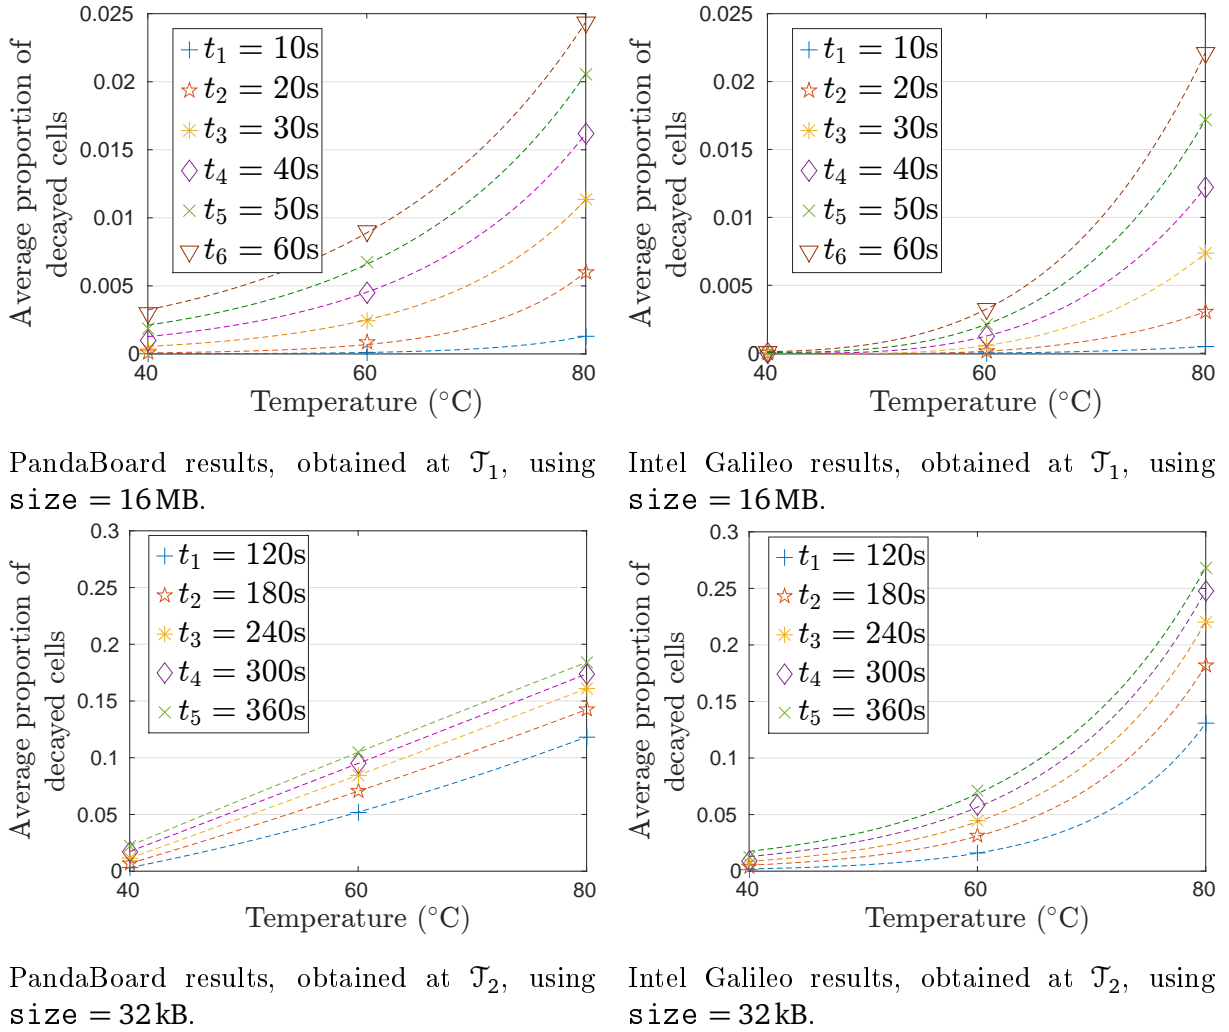 Average proportion of
decayed cells
0.025
0.02
0.015
0.01
0.005
0
t₁ = 10s
t₂ = 20s
t₃ = 30s
t₄ = 40s
t₅ = 50s
t₆ = 60s
40
60
80
Temperature (°C)
PandaBoard results, obtained at 𝒯₁, using
size = 16 MB.
Average proportion of
decayed cells
0.025
0.02
0.015
0.01
0.005
0
t₁ = 10s
t₂ = 20s
t₃ = 30s
t₄ = 40s
t₅ = 50s
t₆ = 60s
40
60
80
Temperature (°C)
Intel Galileo results, obtained at 𝒯₁, using
size = 16 MB.
Average proportion of
decayed cells
0.3
0.25
0.2
0.15
0.1
0.05
0
t₁ = 120s
t₂ = 180s
t₃ = 240s
t₄ = 300s
t₅ = 360s
40
60
80
Temperature (°C)
PandaBoard results, obtained at 𝒯₂, using
size = 32 kB.
Average proportion of
decayed cells
0.3
0.25
0.2
0.15
0.1
0.05
0
t₁ = 120s
t₂ = 180s
t₃ = 240s
t₄ = 300s
t₅ = 360s
40
60
80
Temperature (°C)
Intel Galileo results, obtained at 𝒯₂, using
size = 32 kB.